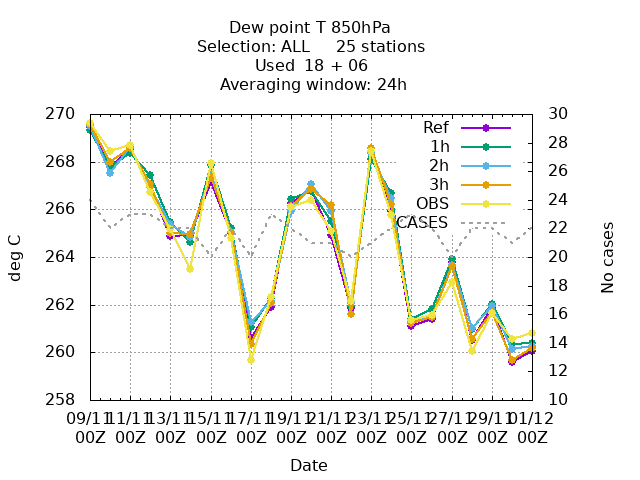 Dew point T 850hPa
Selection: ALL 25 stations
Used 18 + 06
Averaging window: 24h
270
268
266
264
262
260
258
deg C
30
28
26
24
22
20
18
16
14
12
10
No cases
Ref
1h
2h
3h
OBS
CASES
09/11 11/11 13/11 15/11 17/11 19/11 21/11 23/11 25/11 27/11 29/11 01/12
00Z 00Z 00Z 00Z 00Z 00Z 00Z 00Z 00Z 00Z 00Z 00Z
Date